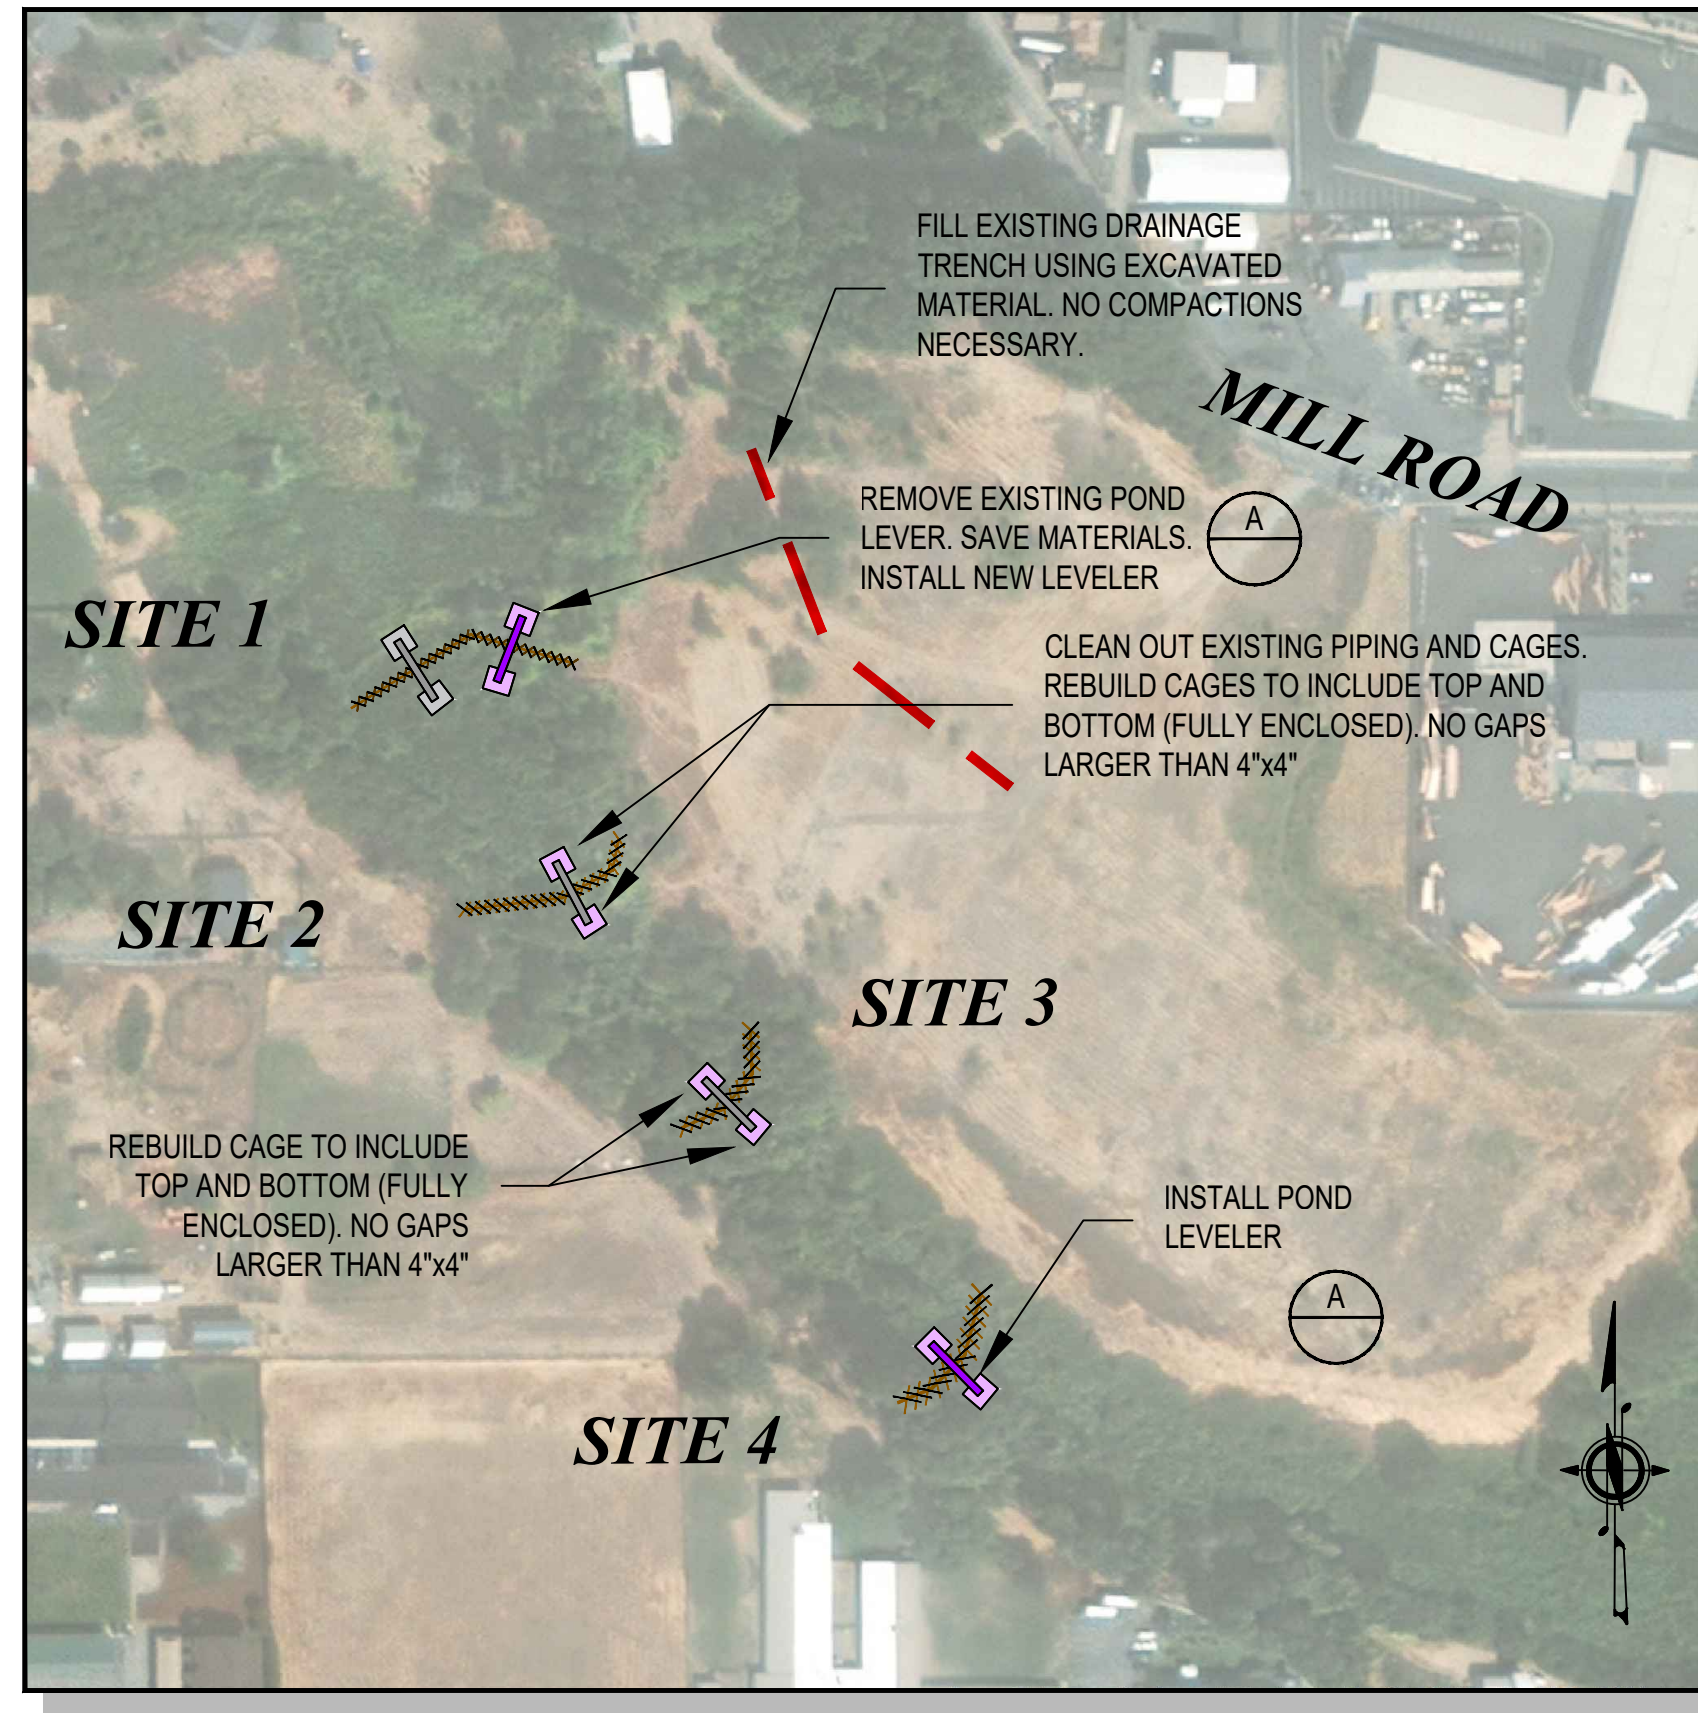 FILL EXISTING DRAINAGE
TRENCH USING EXCAVATED
MATERIAL. NO COMPACTIONS
NECESSARY.
MILL ROAD
REMOVE EXISTING POND
LEVER. SAVE MATERIALS.
INSTALL NEW LEVELER
A
SITE 1
CLEAN OUT EXISTING PIPING AND CAGES.
REBUILD CAGES TO INCLUDE TOP AND
BOTTOM (FULLY ENCLOSED). NO GAPS
LARGER THAN 4"x4"
SITE 2
SITE 3
REBUILD CAGE TO INCLUDE
TOP AND BOTTOM (FULLY
ENCLOSED). NO GAPS
LARGER THAN 4"x4"
INSTALL POND
LEVELER
A
SITE 4